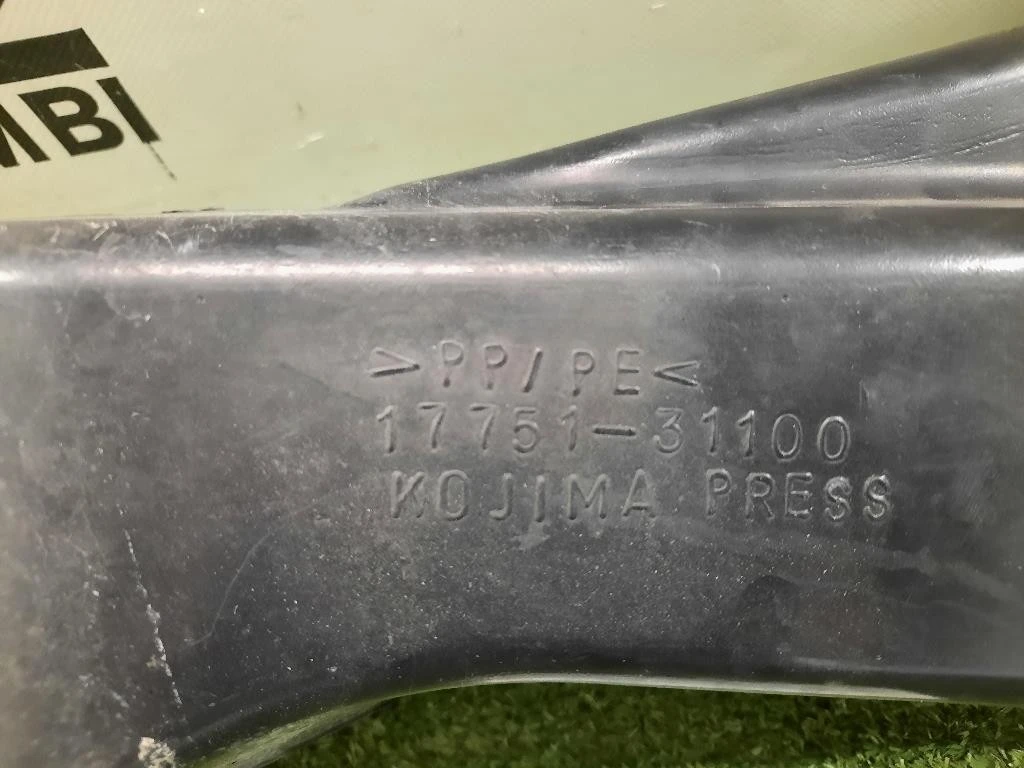 MBI
>PP/PE<
17751-31100
KOJIMA PRESS